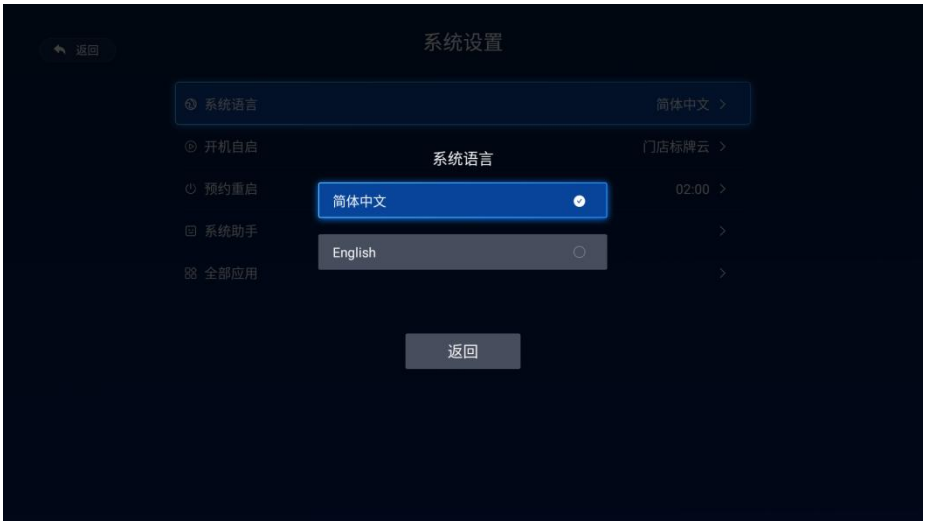 返回
系统设置
系统语言 简体中文
开机自启 门店标牌云
预约重启 02:00
系统助手
全部应用
系统语言
简体中文
English
返回